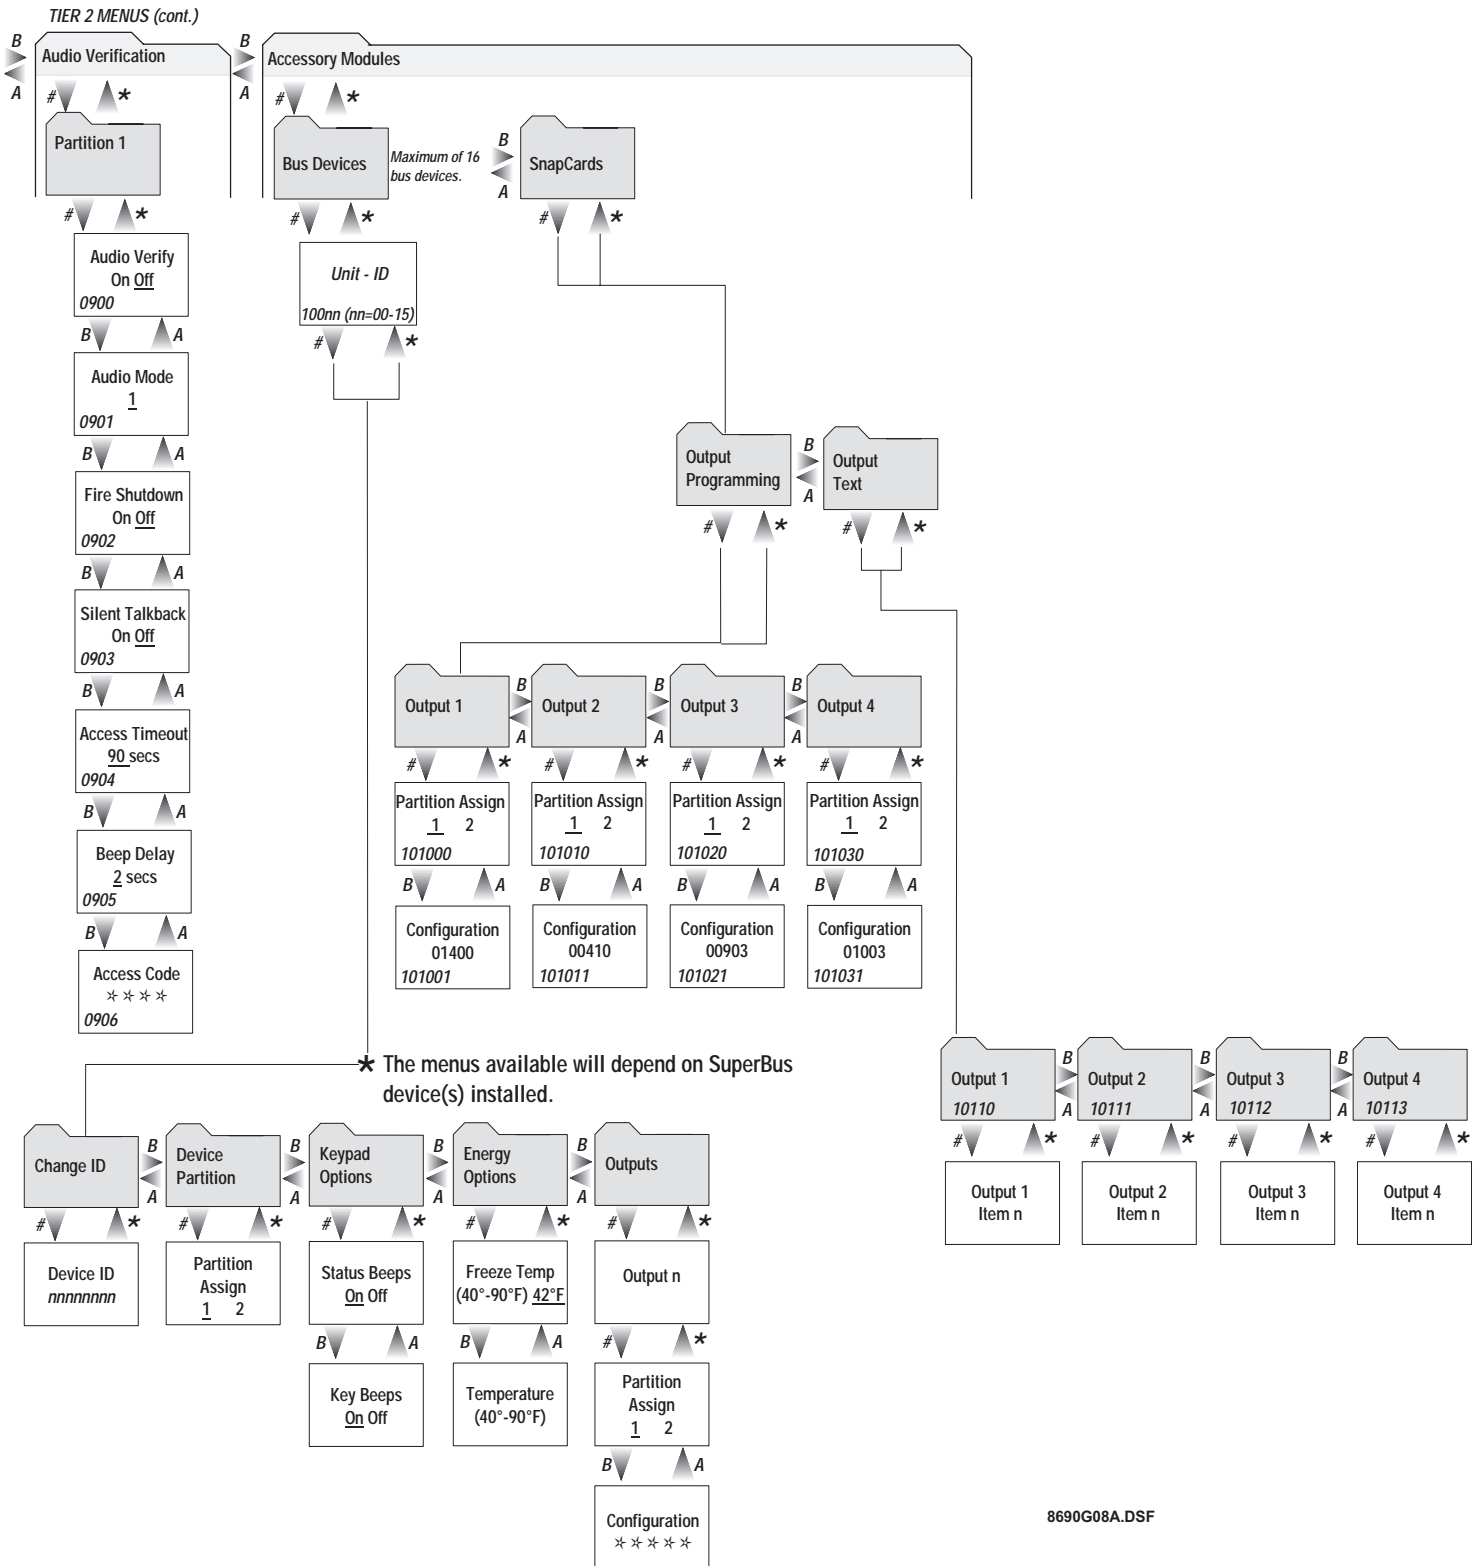 TIER 2 MENUS (cont.)
B
A
Audio Verification
B
A
Accessory Modules
# *
Partition 1
# *
Audio Verify
On Off
0900
B A
Audio Mode
1
0901
B A
Fire Shutdown
On Off
0902
B A
Silent Talkback
On Off
0903
B A
Access Timeout
90 secs
0904
B A
Beep Delay
2 secs
0905
B A
Access Code
✳✳✳✳
0906
# *
Bus Devices
Maximum of 16
bus devices.
B
A
SnapCards
# *
Unit - ID
100nn (nn=00-15)
# *
# *
Output
Programming
B
A
Output
Text
# *
# *
Output 1
B
A
Output 2
B
A
Output 3
B
A
Output 4
# *
# *
# *
# *
Partition Assign
1 2
101000
Partition Assign
1 2
101010
Partition Assign
1 2
101020
Partition Assign
1 2
101030
B A
B A
B A
B A
Configuration
01400
101001
Configuration
00410
101011
Configuration
00903
101021
Configuration
01003
101031
* The menus available will depend on SuperBus
device(s) installed.
Output 1
10110
B
A
Output 2
10111
B
A
Output 3
10112
B
A
Output 4
10113
# *
# *
# *
# *
Output 1
Item n
Output 2
Item n
Output 3
Item n
Output 4
Item n
Change ID
B
A
Device
Partition
B
A
Keypad
Options
B
A
Energy
Options
B
A
Outputs
# *
# *
# *
# *
# *
Device ID
nnnnnnnn
Partition
Assign
1 2
Status Beeps
On Off
Freeze Temp
(40°-90°F) 42°F
Output n
B A
B A
# *
Key Beeps
On Off
Temperature
(40°-90°F)
Partition
Assign
1 2
B A
Configuration
✳✳✳✳✳
8690G08A.DSF